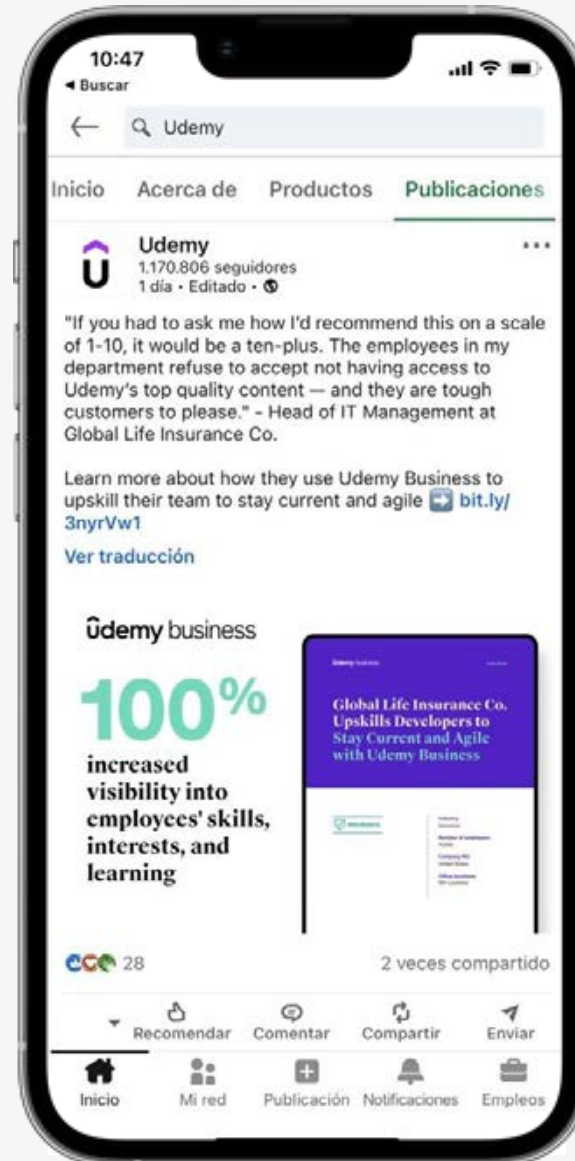 10:47
◄ Buscar
Udemy
Inicio Acerca de Productos Publicaciones
Udemy
1.170.806 seguidores
1 día • Editado •
"If you had to ask me how I'd recommend this on a scale
of 1-10, it would be a ten-plus. The employees in my
department refuse to accept not having access to
Udemy's top quality content — and they are tough
customers to please." - Head of IT Management at
Global Life Insurance Co.
Learn more about how they use Udemy Business to
upskill their team to stay current and agile ➡️ bit.ly/
3nyrVw1
Ver traducción
ûdemy business
100%
increased
visibility into
employees' skills,
interests, and
learning
Global Life Insurance Co.
Upskills Developers to
Stay Current and Agile
with Udemy Business
28
2 veces compartido
Recomendar Comentar Compartir Enviar
Inicio Mi red Publicación Notificaciones Empleos